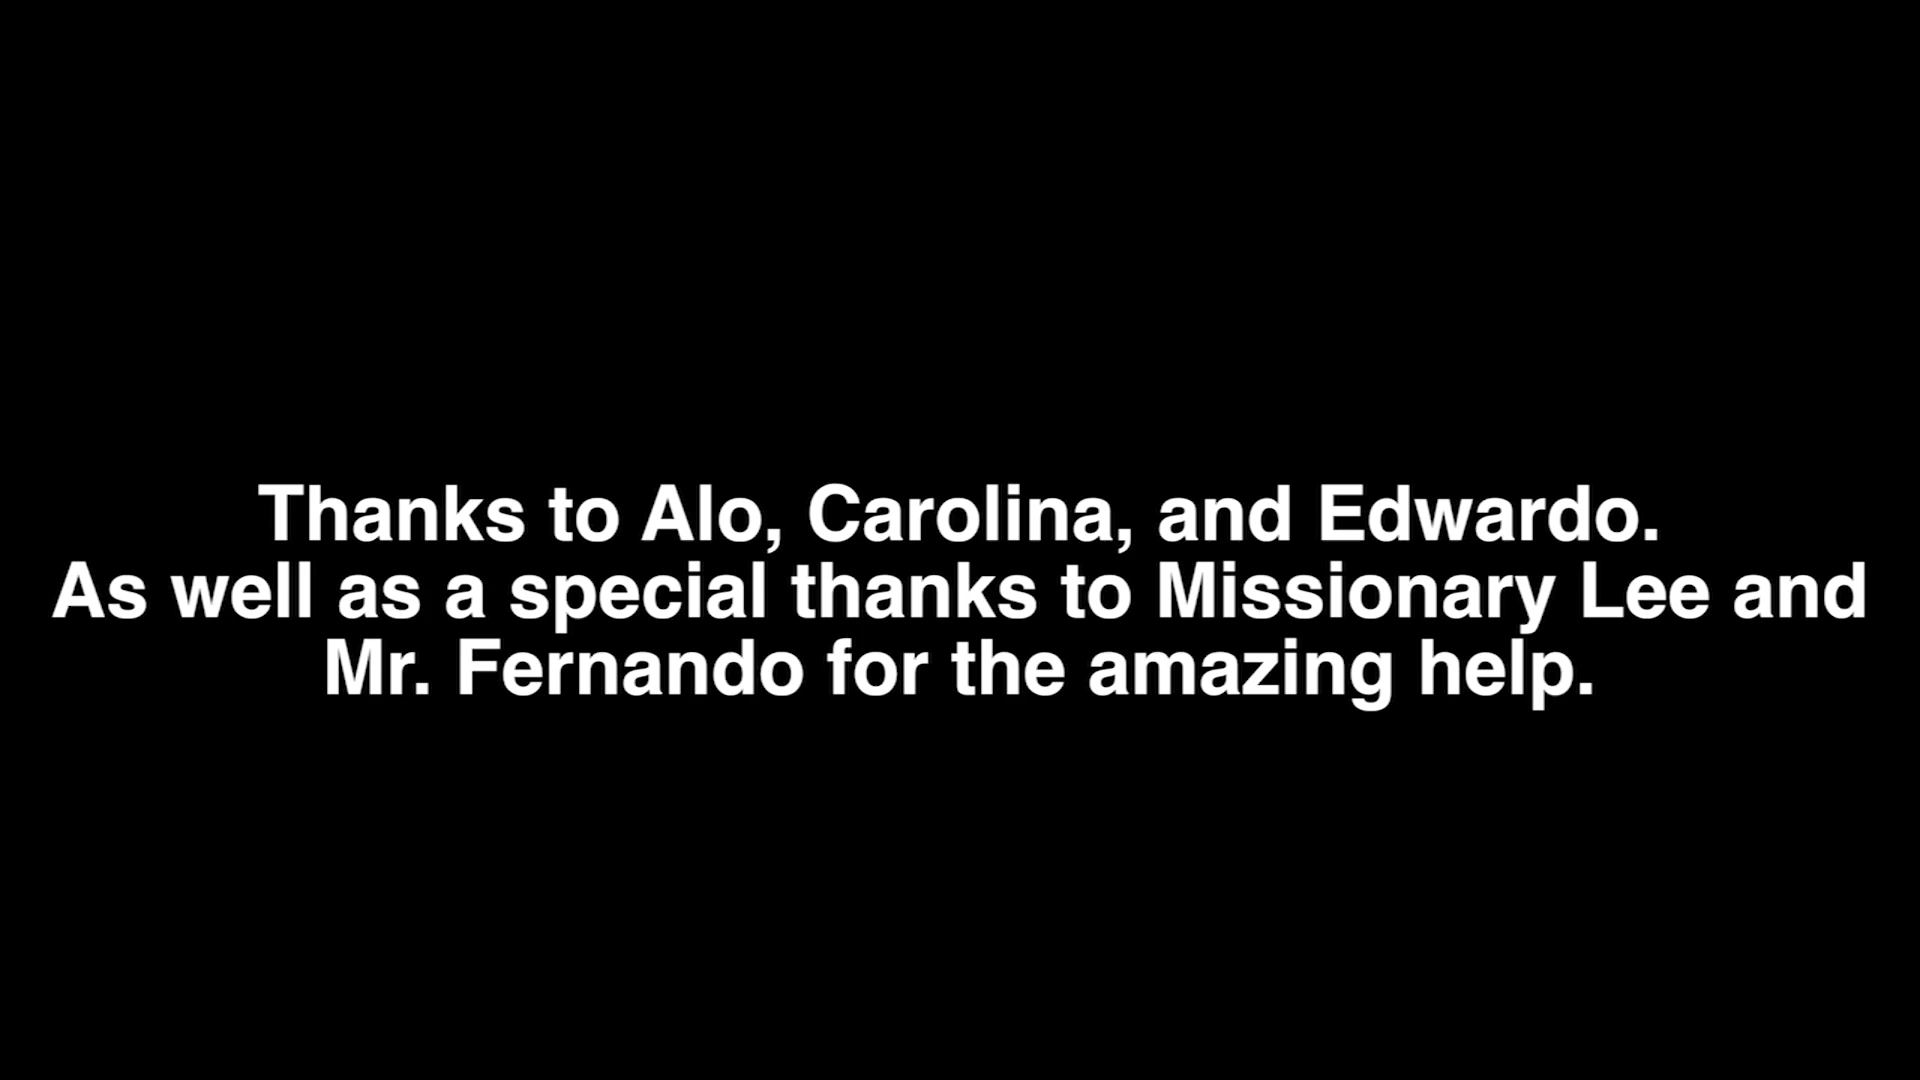 Thanks to Alo, Carolina, and Edwardo.
As well as a special thanks to Missionary Lee and
Mr. Fernando for the amazing help.